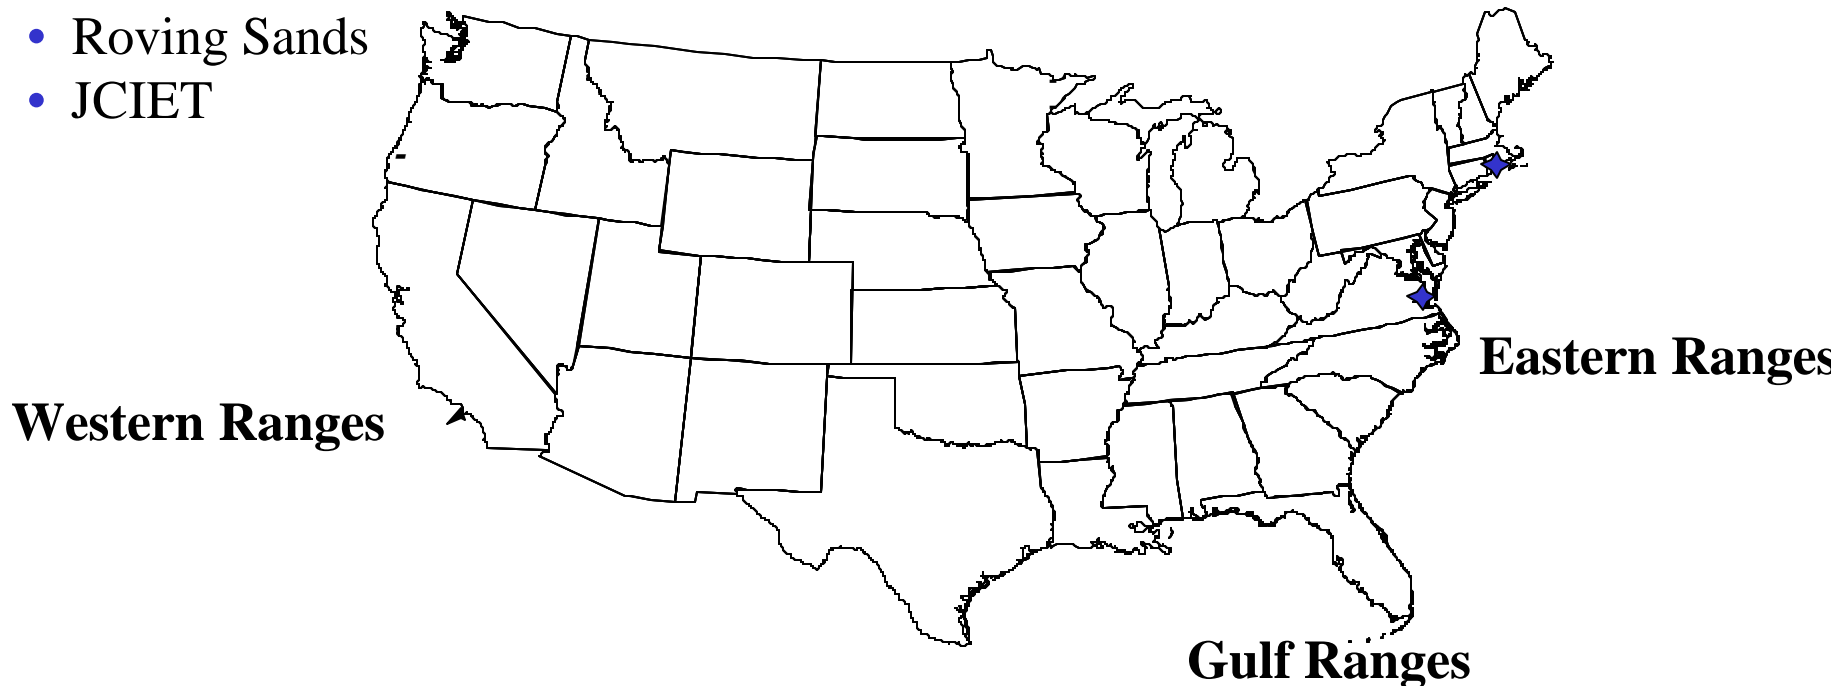 • Roving Sands
• JCIET
Eastern Ranges
Western Ranges
Gulf Ranges